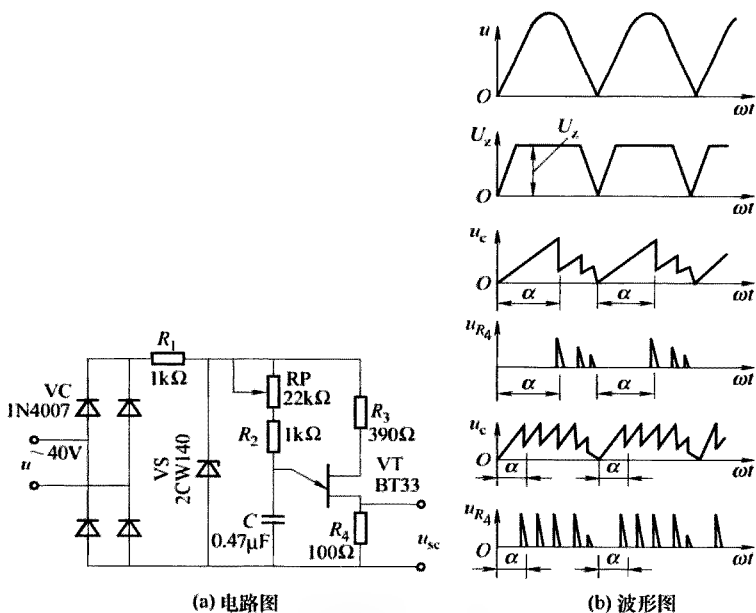 R1
1kΩ
VC
1N4007
RP
22kΩ
R2
1kΩ
R3
390Ω
~40V
u
VS
2CW140
VT
BT33
C
0.47μF
R4
100Ω
usc
(a) 电路图
u
O
ωt
Uz
Uz
O
ωt
uc
O
α
α
ωt
uR4
O
α
α
ωt
uc
O
α
α
ωt
uR4
O
α
α
ωt
(b) 波形图